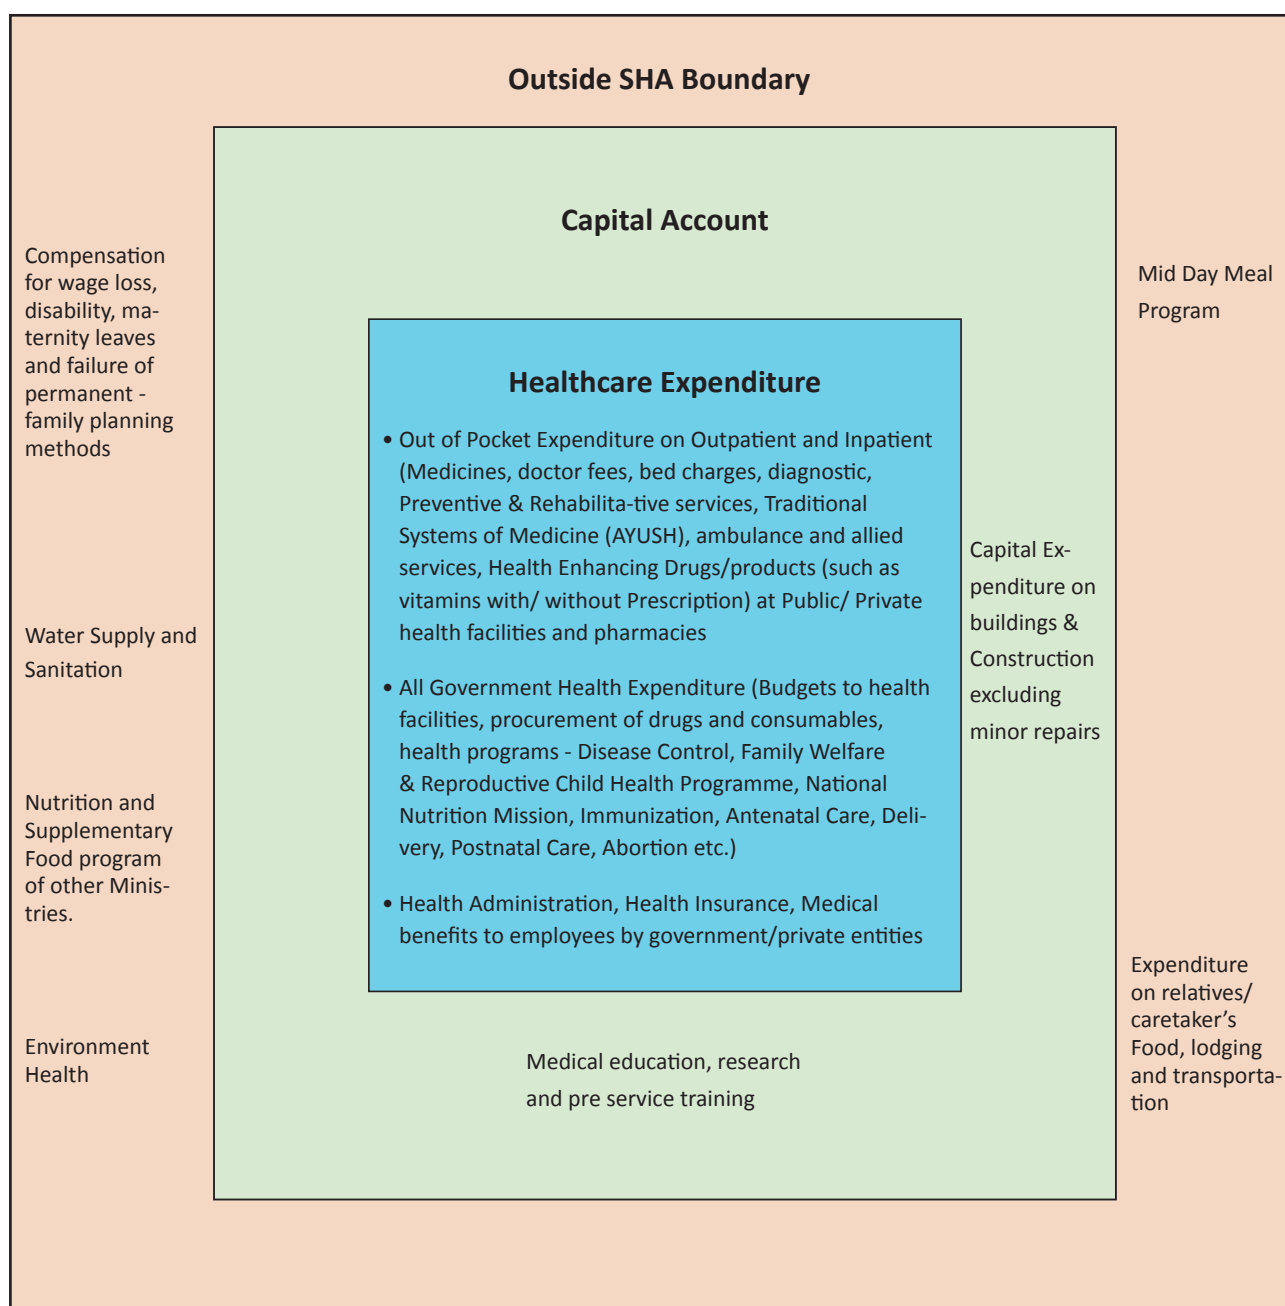 Outside SHA Boundary
Capital Account
Compensation
for wage loss,
disability, ma-
ternity leaves
and failure of
permanent -
family planning
methods
Water Supply and
Sanitation
Nutrition and
Supplementary
Food program
of other Minis-
tries.
Environment
Health
Healthcare Expenditure
• Out of Pocket Expenditure on Outpatient and Inpatient
(Medicines, doctor fees, bed charges, diagnostic,
Preventive & Rehabilita-tive services, Traditional
Systems of Medicine (AYUSH), ambulance and allied
services, Health Enhancing Drugs/products (such as
vitamins with/ without Prescription) at Public/ Private
health facilities and pharmacies
• All Government Health Expenditure (Budgets to health
facilities, procurement of drugs and consumables,
health programs - Disease Control, Family Welfare
& Reproductive Child Health Programme, National
Nutrition Mission, Immunization, Antenatal Care, Deli-
very, Postnatal Care, Abortion etc.)
• Health Administration, Health Insurance, Medical
benefits to employees by government/private entities
Capital Ex-
penditure on
buildings &
Construction
excluding
minor repairs
Medical education, research
and pre service training
Mid Day Meal
Program
Expenditure
on relatives/
caretaker's
Food, lodging
and transporta-
tion